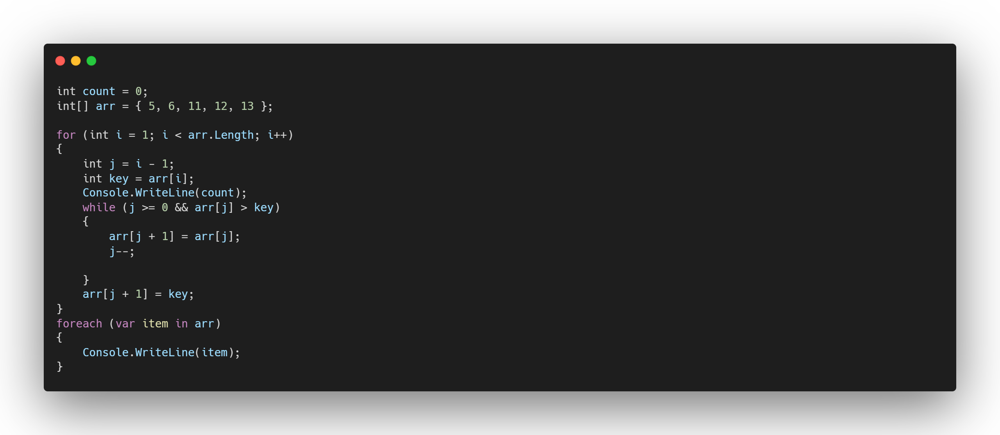 int count = 0;
int[] arr = { 5, 6, 11, 12, 13 };
for (int i = 1; i < arr.Length; i++)
{
    int j = i - 1;
    int key = arr[i];
    Console.WriteLine(count);
    while (j >= 0 && arr[j] > key)
    {
        arr[j + 1] = arr[j];
        j--;
    }
    arr[j + 1] = key;
}
foreach (var item in arr)
{
    Console.WriteLine(item);
}